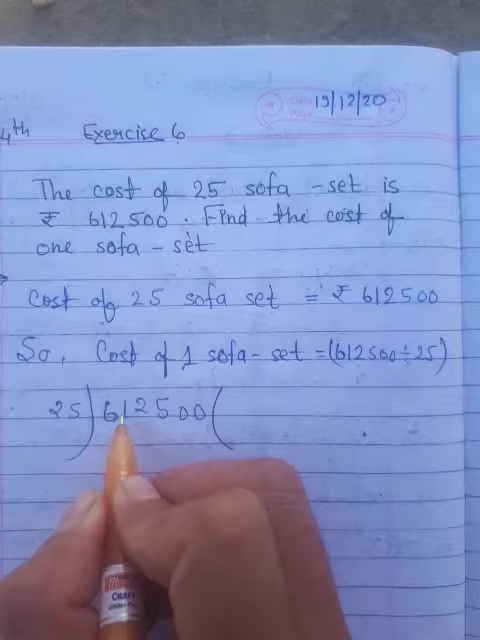 Date 19/12/20
4th Exercise 6
The cost of 25 sofa-set is
₹ 612500. Find the cost of
one sofa-set
Cost of 25 sofa set = ₹ 612500
So, Cost of 1 sofa-set = (612500÷25)
25)612500(
CRAFT